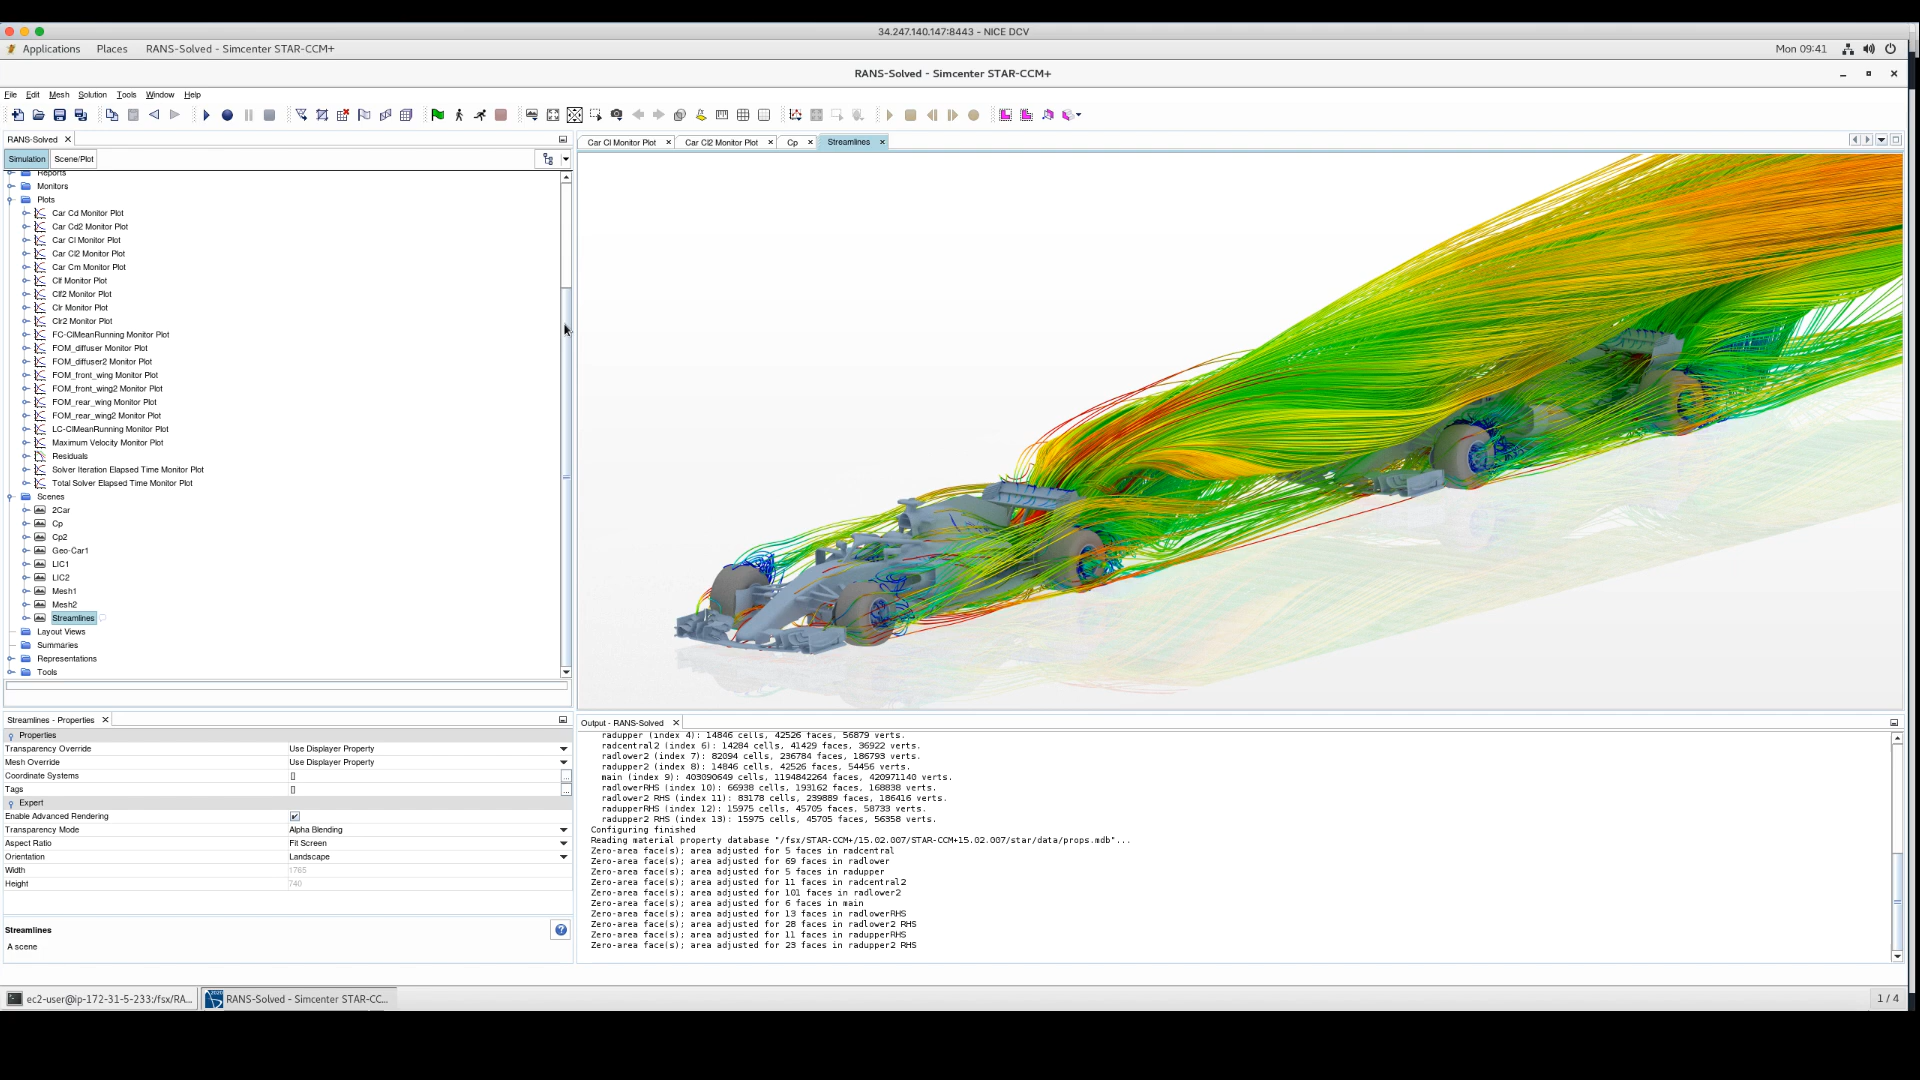 34.247.140.147:8443 - NICE DCV
Applications Places RANS-Solved - Simcenter STAR-CCM+ Mon 09:41
RANS-Solved - Simcenter STAR-CCM+
File Edit Mesh Solution Tools Window Help
RANS-Solved
Simulation Scene/Plot
Reports
Monitors
Plots
Car Cd Monitor Plot
Car Cd2 Monitor Plot
Car Cl Monitor Plot
Car Cl2 Monitor Plot
Car Cm Monitor Plot
Clf Monitor Plot
Clf2 Monitor Plot
Clr Monitor Plot
Clr2 Monitor Plot
FC-ClMeanRunning Monitor Plot
FOM_diffuser Monitor Plot
FOM_diffuser2 Monitor Plot
FOM_front_wing Monitor Plot
FOM_front_wing2 Monitor Plot
FOM_rear_wing Monitor Plot
FOM_rear_wing2 Monitor Plot
LC-ClMeanRunning Monitor Plot
Maximum Velocity Monitor Plot
Residuals
Solver Iteration Elapsed Time Monitor Plot
Total Solver Elapsed Time Monitor Plot
Scenes
2Car
Cp
Cp2
Geo-Car1
LIC1
LIC2
Mesh1
Mesh2
Streamlines
Layout Views
Summaries
Representations
Tools
Streamlines - Properties
Properties
Transparency Override Use Displayer Property
Mesh Override Use Displayer Property
Coordinate Systems []
Tags []
Expert
Enable Advanced Rendering
Transparency Mode Alpha Blending
Aspect Ratio Fit Screen
Orientation Landscape
Width 1765
Height 740
Streamlines
A scene
Car Cl Monitor Plot Car Cl2 Monitor Plot Cp Streamlines
Output - RANS-Solved
radupper (index 4): 14846 cells, 42526 faces, 56879 verts.
radcentral2 (index 6): 14284 cells, 41429 faces, 36922 verts.
radlower2 (index 7): 82094 cells, 236784 faces, 186793 verts.
radupper2 (index 8): 14846 cells, 42526 faces, 54456 verts.
main (index 9): 403090649 cells, 1194842264 faces, 420971140 verts.
radlowerRHS (index 10): 66938 cells, 193162 faces, 168838 verts.
radlower2 RHS (index 11): 83178 cells, 239889 faces, 186416 verts.
radupperRHS (index 12): 15975 cells, 45705 faces, 58733 verts.
radupper2 RHS (index 13): 15975 cells, 45705 faces, 56358 verts.
Configuring finished
Reading material property database "/fsx/STAR-CCM+/15.02.007/STAR-CCM+15.02.007/star/data/props.mdb"...
Zero-area face(s); area adjusted for 5 faces in radcentral
Zero-area face(s); area adjusted for 69 faces in radlower
Zero-area face(s); area adjusted for 5 faces in radupper
Zero-area face(s); area adjusted for 11 faces in radcentral2
Zero-area face(s); area adjusted for 101 faces in radlower2
Zero-area face(s); area adjusted for 6 faces in main
Zero-area face(s); area adjusted for 13 faces in radlowerRHS
Zero-area face(s); area adjusted for 28 faces in radlower2 RHS
Zero-area face(s); area adjusted for 11 faces in radupperRHS
Zero-area face(s); area adjusted for 23 faces in radupper2 RHS
ec2-user@ip-172-31-5-233:/fsx/RA... RANS-Solved - Simcenter STAR-CC... 1 / 4